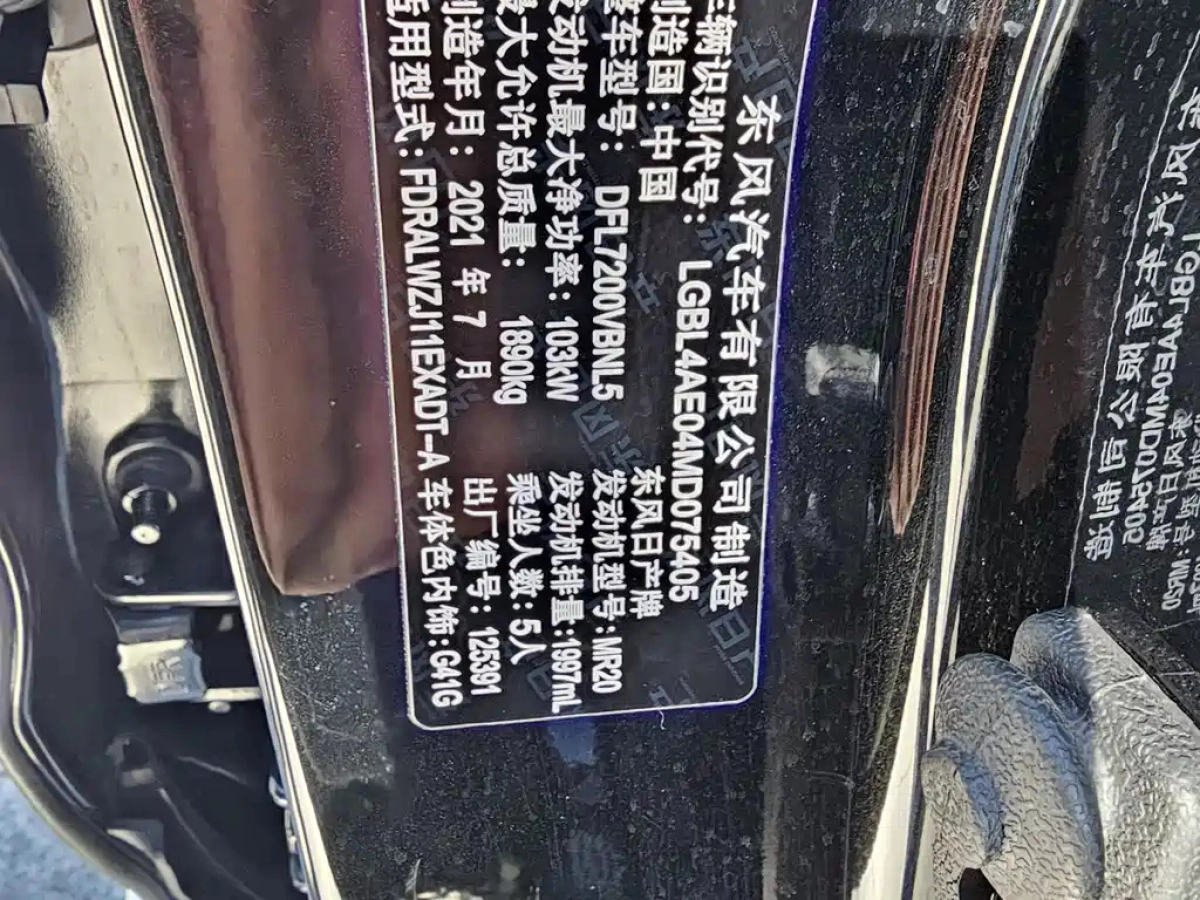 东风汽车有限公司制造
车辆识别代号：LGBL4AE04MD075405
制造国：中国 东风日产牌
整车型号： DFL7200VBNL5 发动机型号：MR20
发动机最大净功率：103kW 发动机排量：1997mL
最大允许总质量： 1890kg 乘坐人数：5人
制造年月： 2021 年 7 月 出厂编号：125391
适用型式：FDRALWZJ11EXADT-A 车体色内饰：G41G